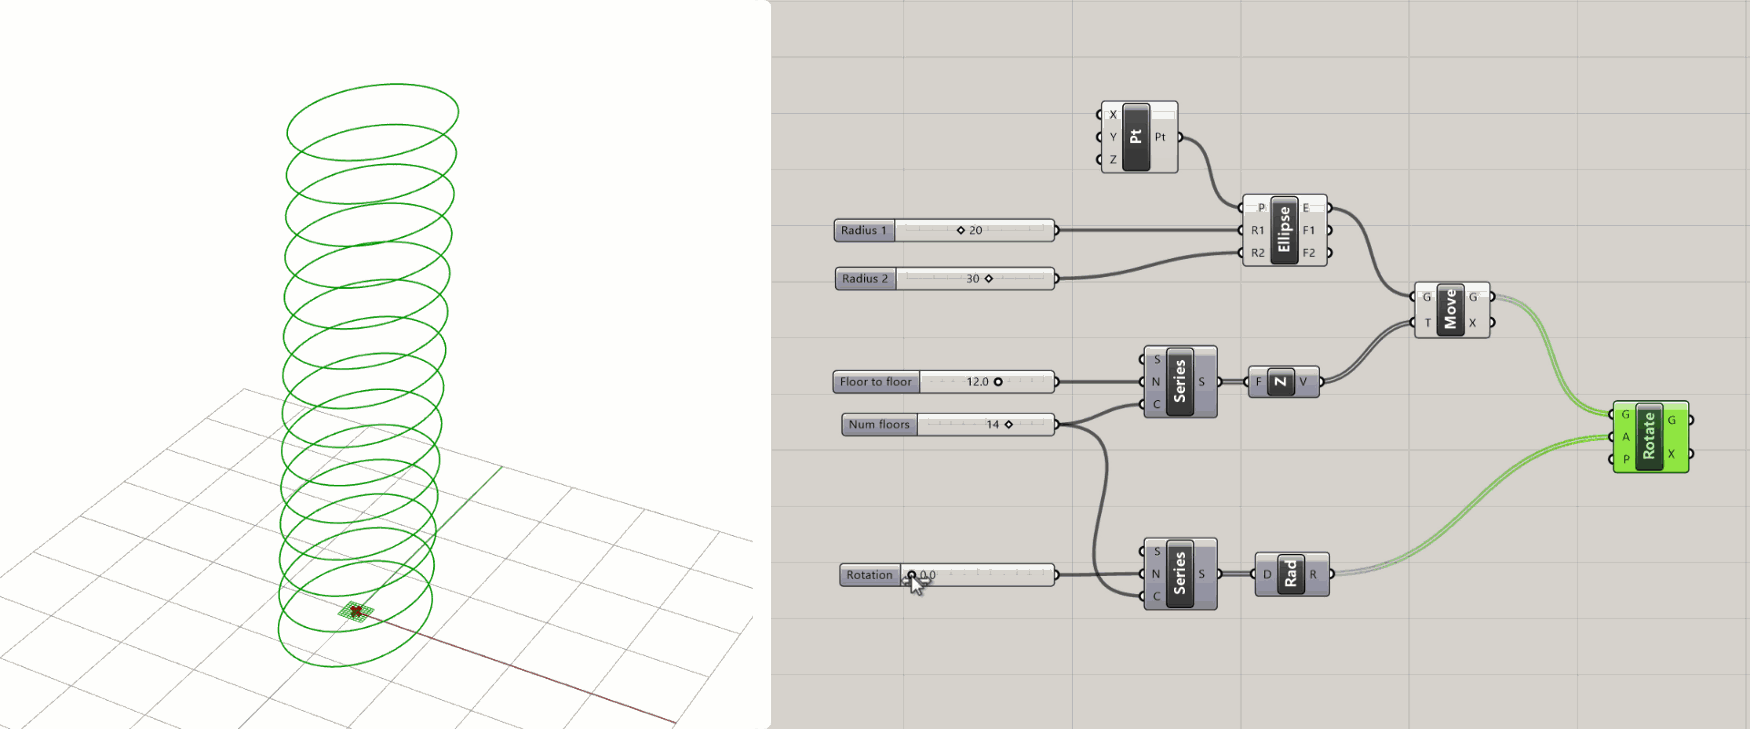 X
Y Pt Pt
Z
Radius 1 20
P Ellipse E
R1 F1
R2 F2
Radius 2 30
G Move G
T X
Floor to floor 12.0
S Series
N S
C
F Z V
Num floors 14
G Rotate G
A
P X
Rotation 0.0
S Series
N S
C
D Rad R